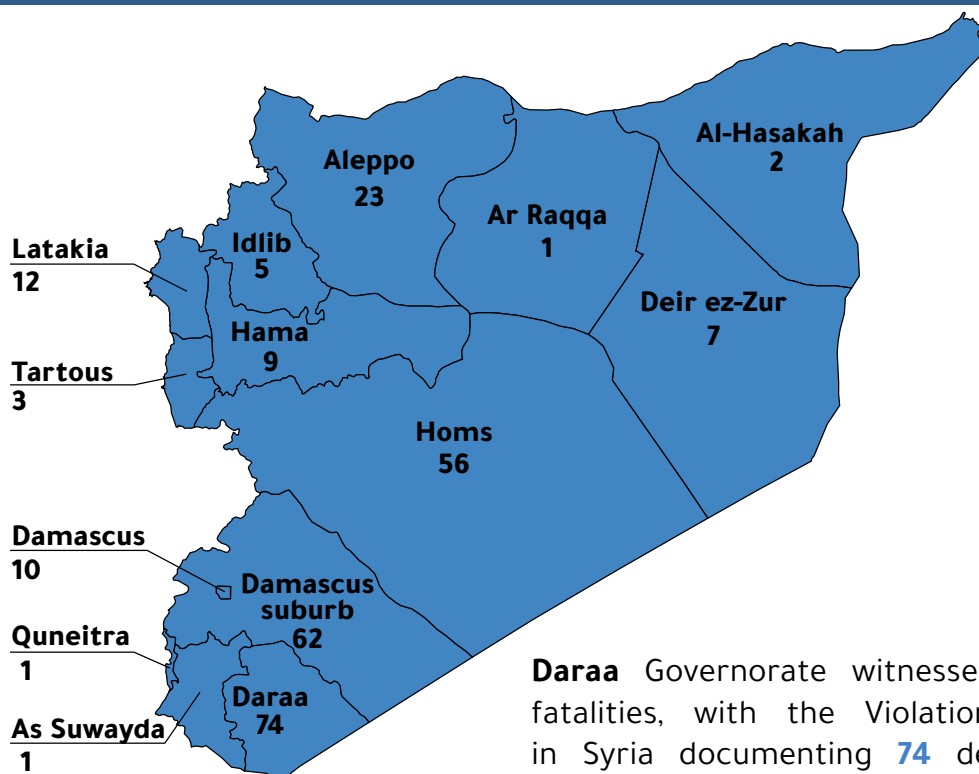 Al-Hasakah
2
Aleppo
23
Ar Raqqa
1
Idlib
5
Latakia
12
Deir ez-Zur
7
Hama
9
Tartous
3
Homs
56
Damascus
10
Damascus
suburb
62
Quneitra
1
Daraa
74
As Suwayda
1
Daraa Governorate witnesse
fatalities, with the Violation
in Syria documenting 74 de